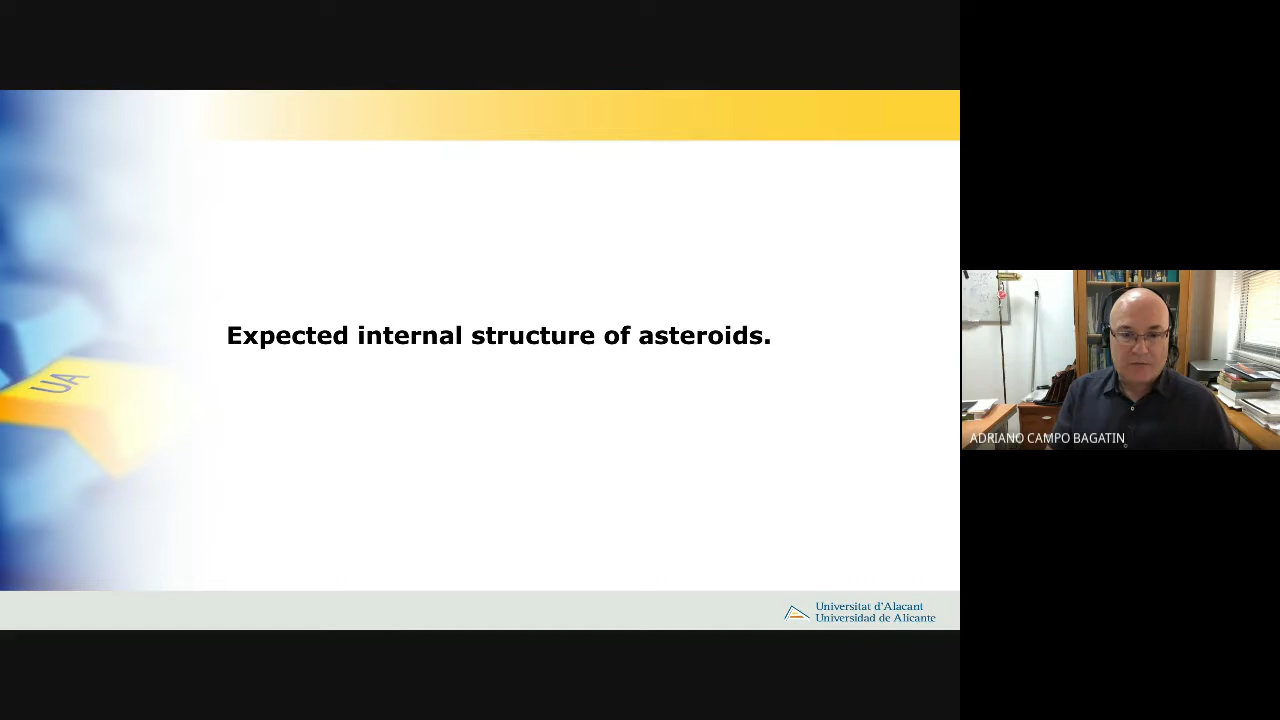 Expected internal structure of asteroids.
UA
Universitat d'Alacant
Universidad de Alicante
ADRIANO CAMPO BAGATIN